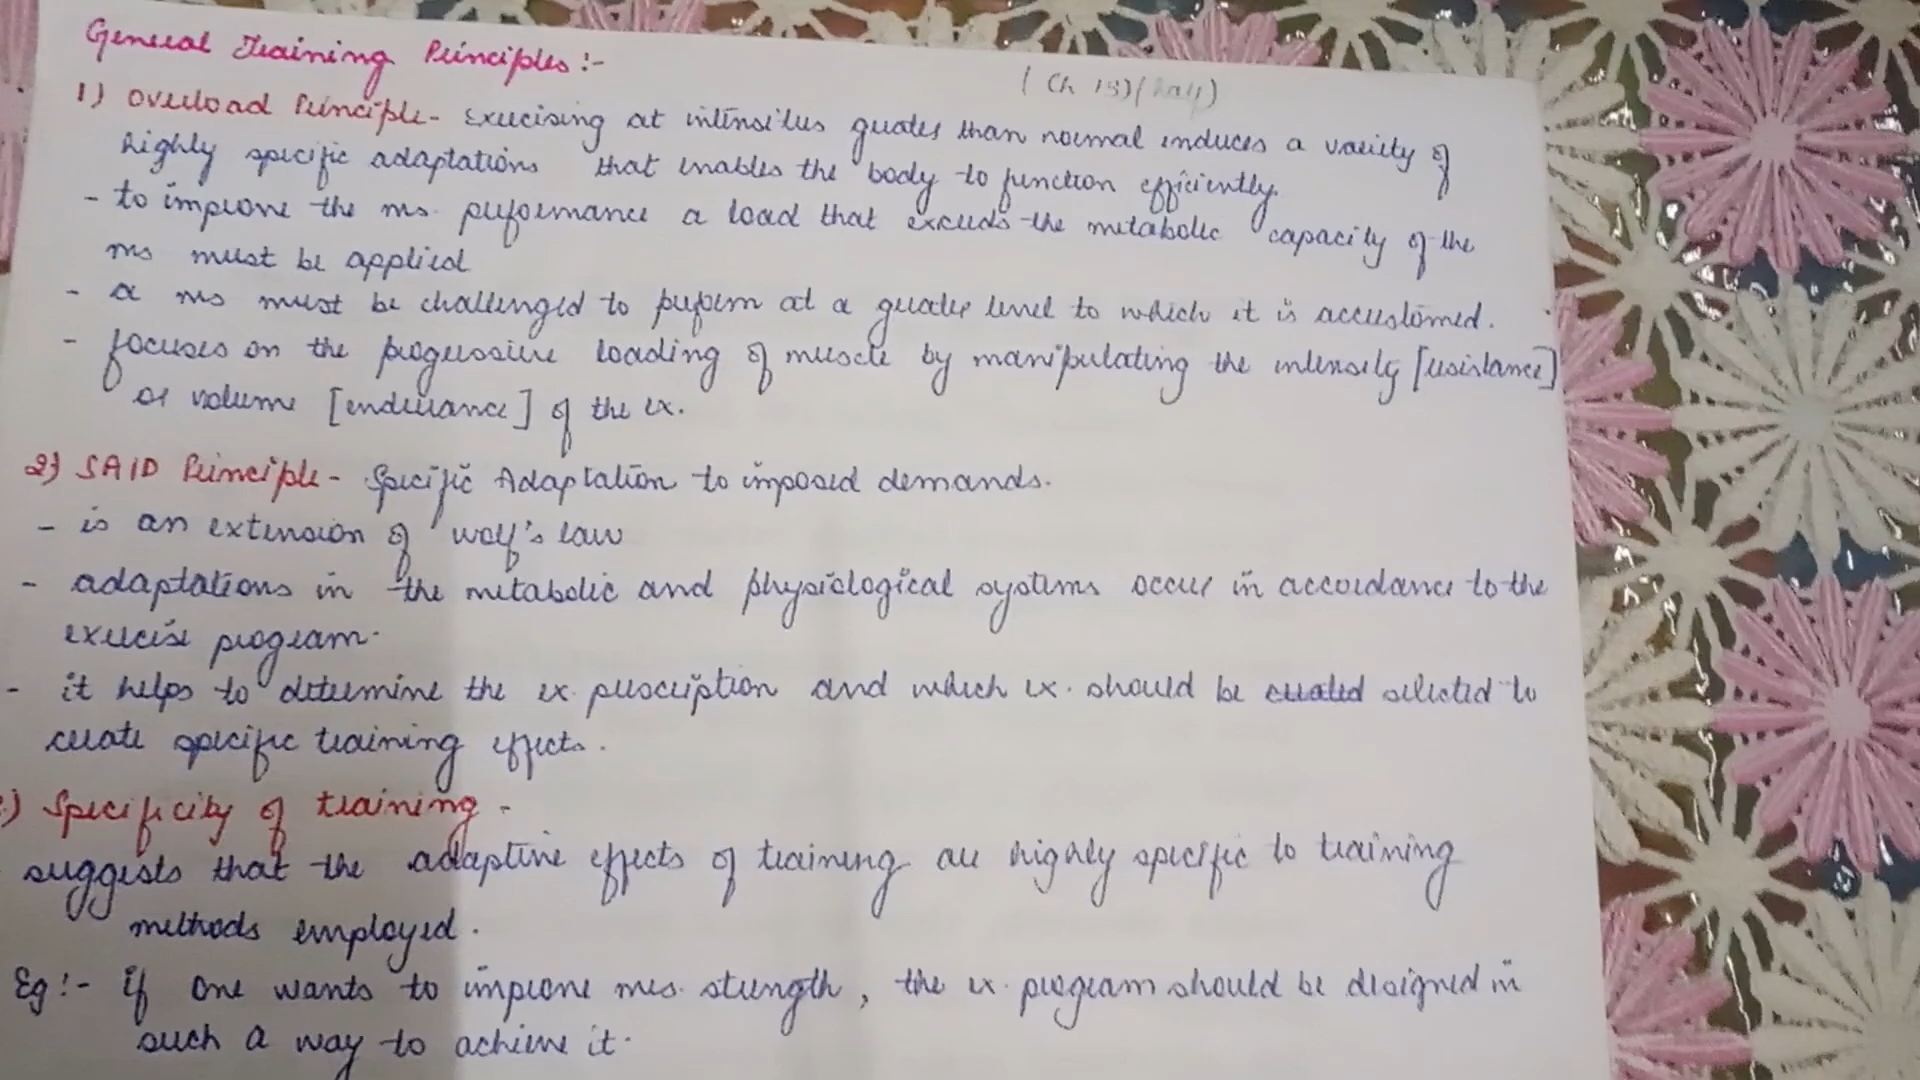 General Training Principles :-
( Ch 15)(
1) Overload Principle - Exercising at intensities greater than normal induces a variety of
highly specific adaptations that enables the body to function efficiently.
- to improve the ms. performance a load that exceeds the metabolic capacity of the
ms must be applied
- a ms must be challenged to perform at a greater level to which it is accustomed.
- focuses on the progressive loading of muscle by manipulating the intensity [resistance]
or volume [endurance] of the ex.
2) SAID Principle - Specific Adaptation to imposed demands.
- is an extension of wolf's law
- adaptations in the metabolic and physiological systems occur in accordance to the
exercise program.
- it helps to determine the ex. prescription and which ex. should be created selected to
create specific training effects.
) Specificity of training -
suggests that the adaptive effects of training are highly specific to training
methods employed.
Eg :- if one wants to improve mes. strength, the ex. program should be designed in
such a way to achieve it.